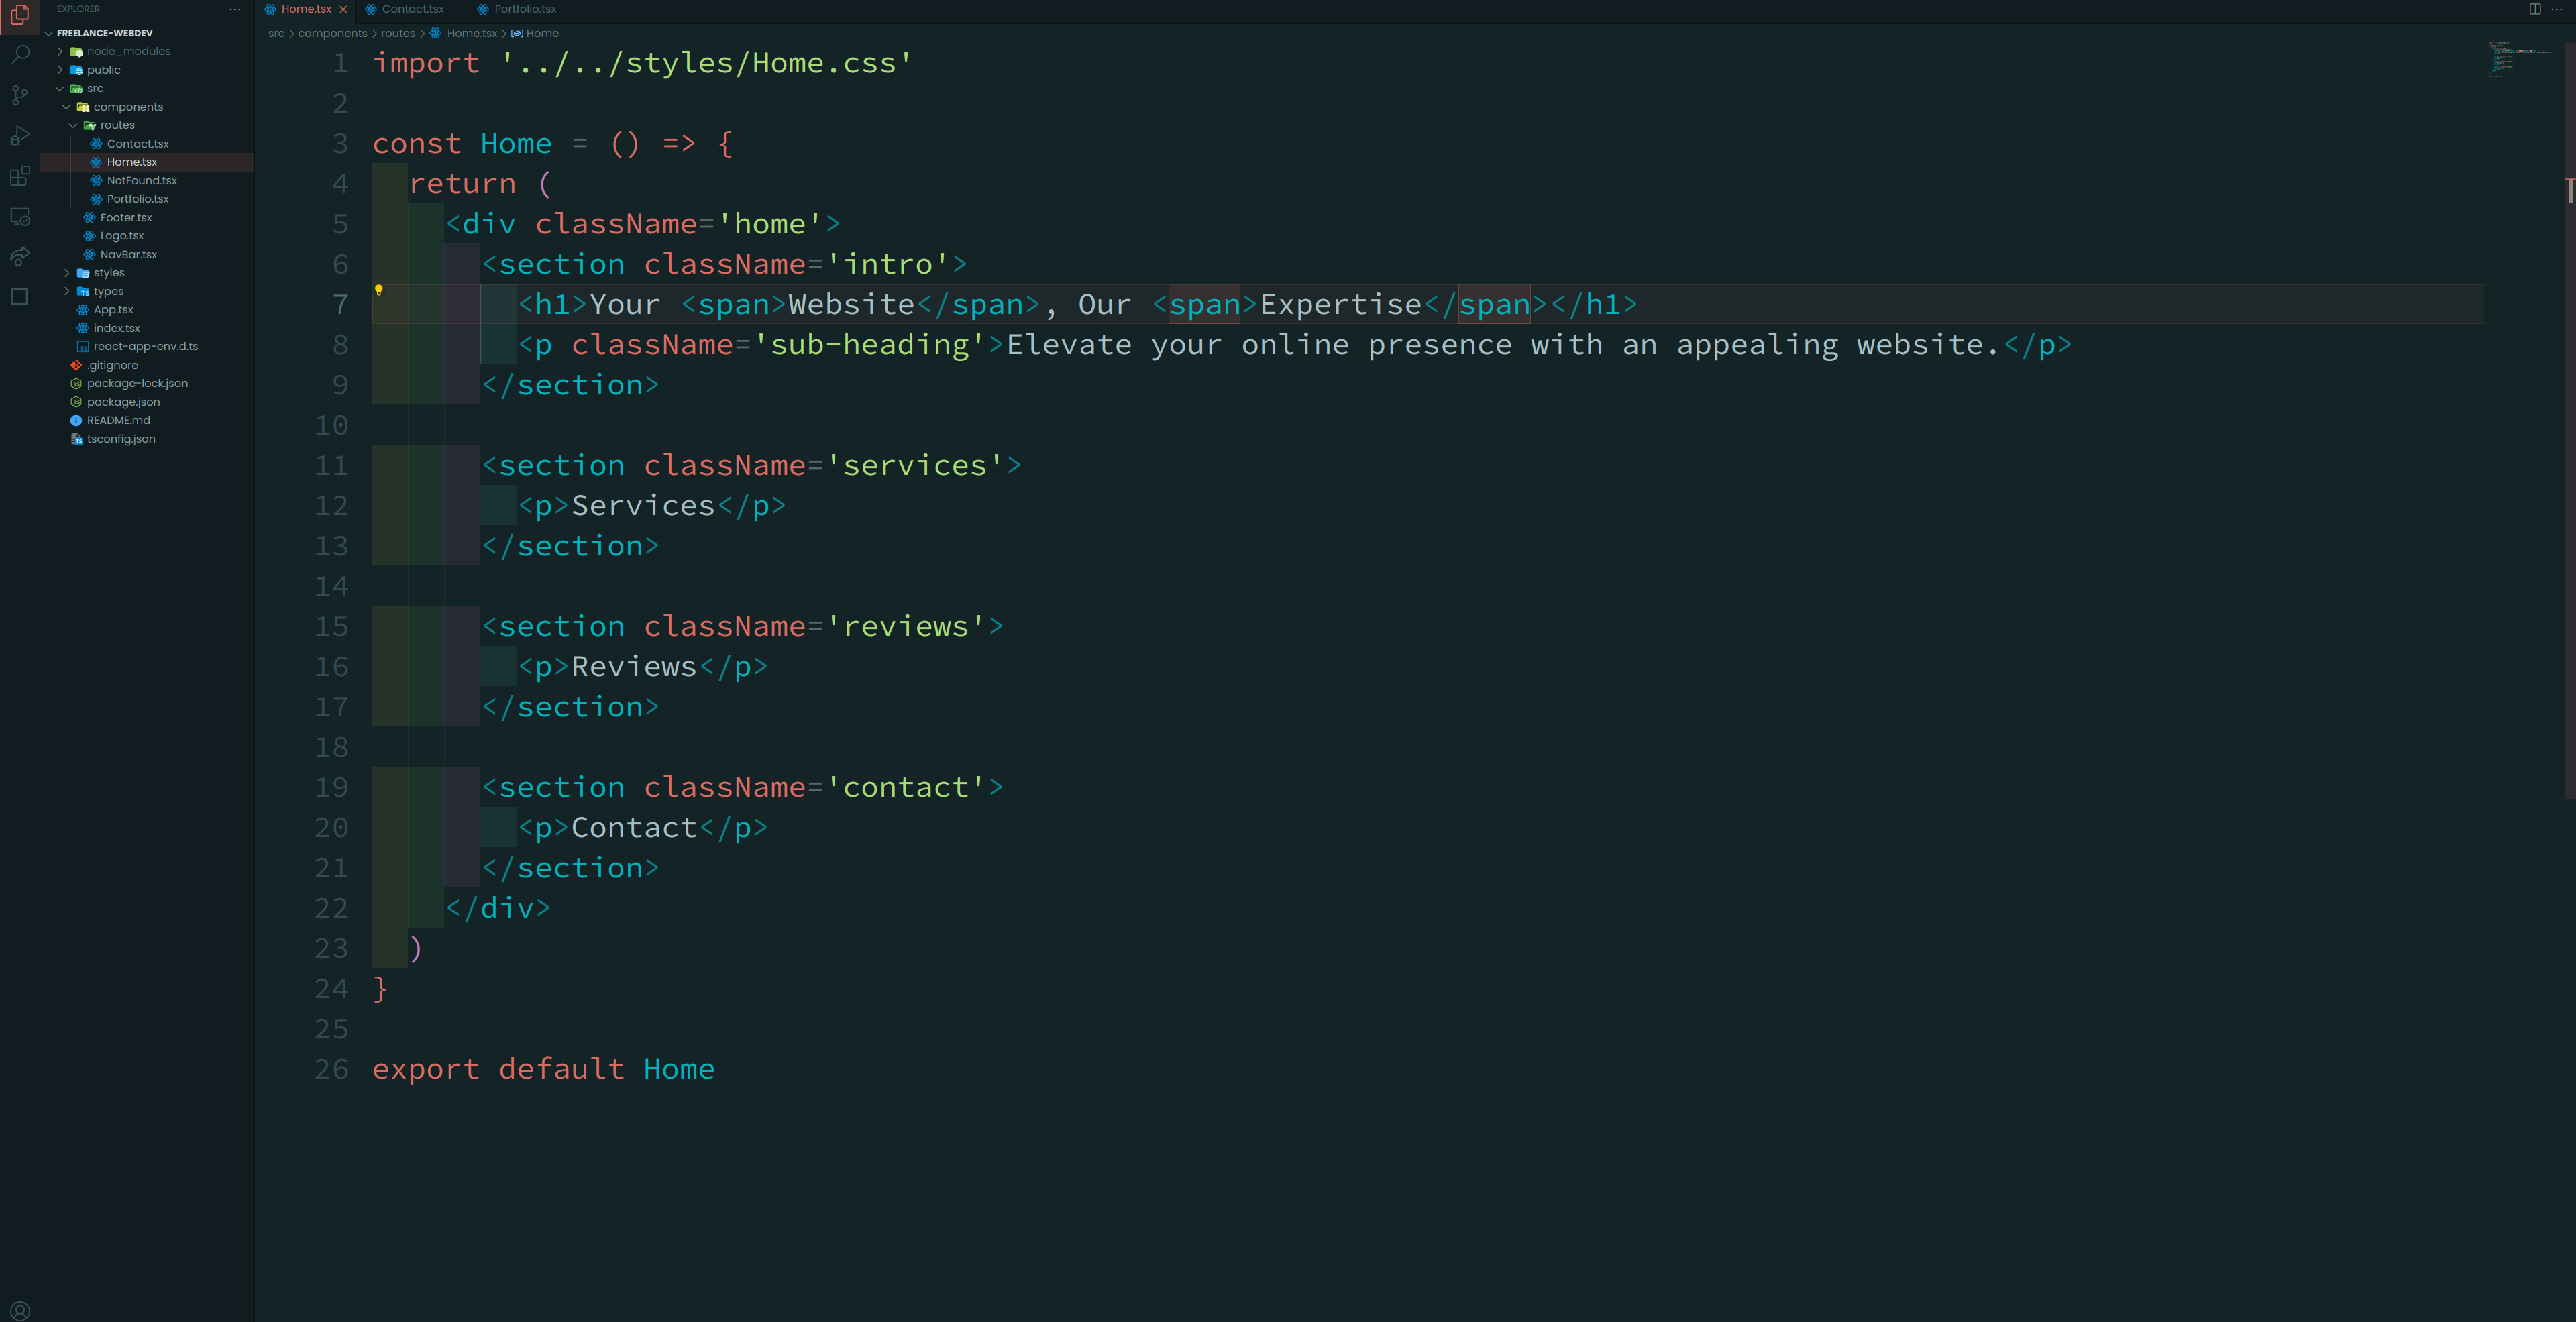 EXPLORER
FREELANCE-WEBDEV
node_modules
public
src
components
routes
Contact.tsx
Home.tsx
NotFound.tsx
Portfolio.tsx
Footer.tsx
Logo.tsx
NavBar.tsx
styles
types
App.tsx
index.tsx
react-app-env.d.ts
.gitignore
package-lock.json
package.json
README.md
tsconfig.json
Home.tsx Contact.tsx Portfolio.tsx
src > components > routes > Home.tsx > Home
1 import '../../styles/Home.css'
2
3 const Home = () => {
4 return (
5 <div className='home'>
6 <section className='intro'>
7 <h1>Your <span>Website</span>, Our <span>Expertise</span></h1>
8 <p className='sub-heading'>Elevate your online presence with an appealing website.</p>
9 </section>
10
11 <section className='services'>
12 <p>Services</p>
13 </section>
14
15 <section className='reviews'>
16 <p>Reviews</p>
17 </section>
18
19 <section className='contact'>
20 <p>Contact</p>
21 </section>
22 </div>
23 )
24 }
25
26 export default Home